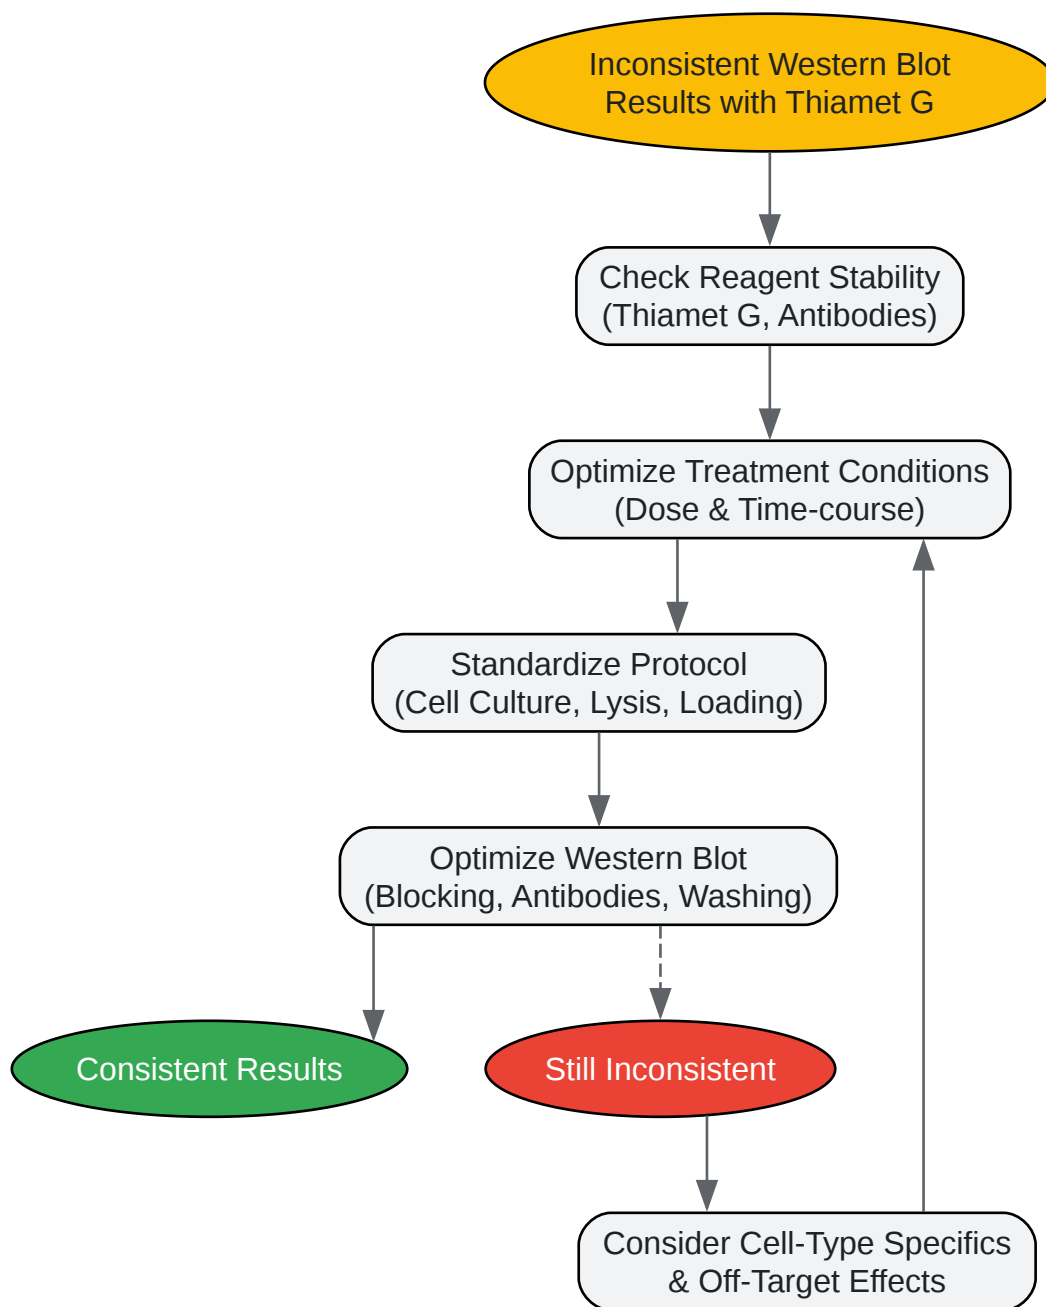 Inconsistent Western Blot
Results with Thiamet G
Check Reagent Stability
(Thiamet G, Antibodies)
Optimize Treatment Conditions
(Dose & Time-course)
Standardize Protocol
(Cell Culture, Lysis, Loading)
Optimize Western Blot
(Blocking, Antibodies, Washing)
Consistent Results
Still Inconsistent
Consider Cell-Type Specifics
& Off-Target Effects